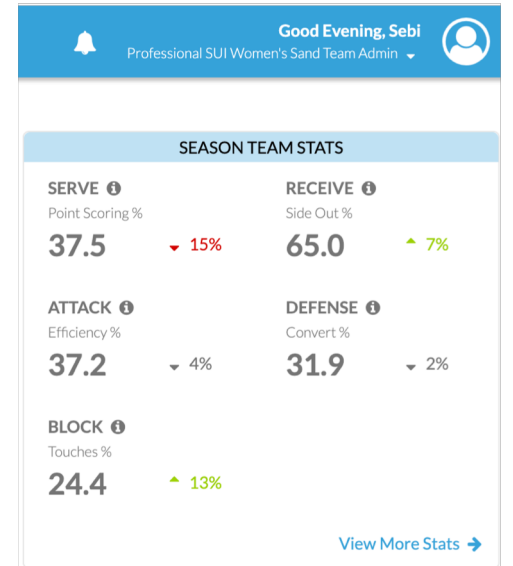 Good Evening, Sebi
Professional SUI Women's Sand Team Admin
SEASON TEAM STATS
SERVE
Point Scoring %
37.5 15%
RECEIVE
Side Out %
65.0 7%
ATTACK
Efficiency %
37.2 4%
DEFENSE
Convert %
31.9 2%
BLOCK
Touches %
24.4 13%
View More Stats